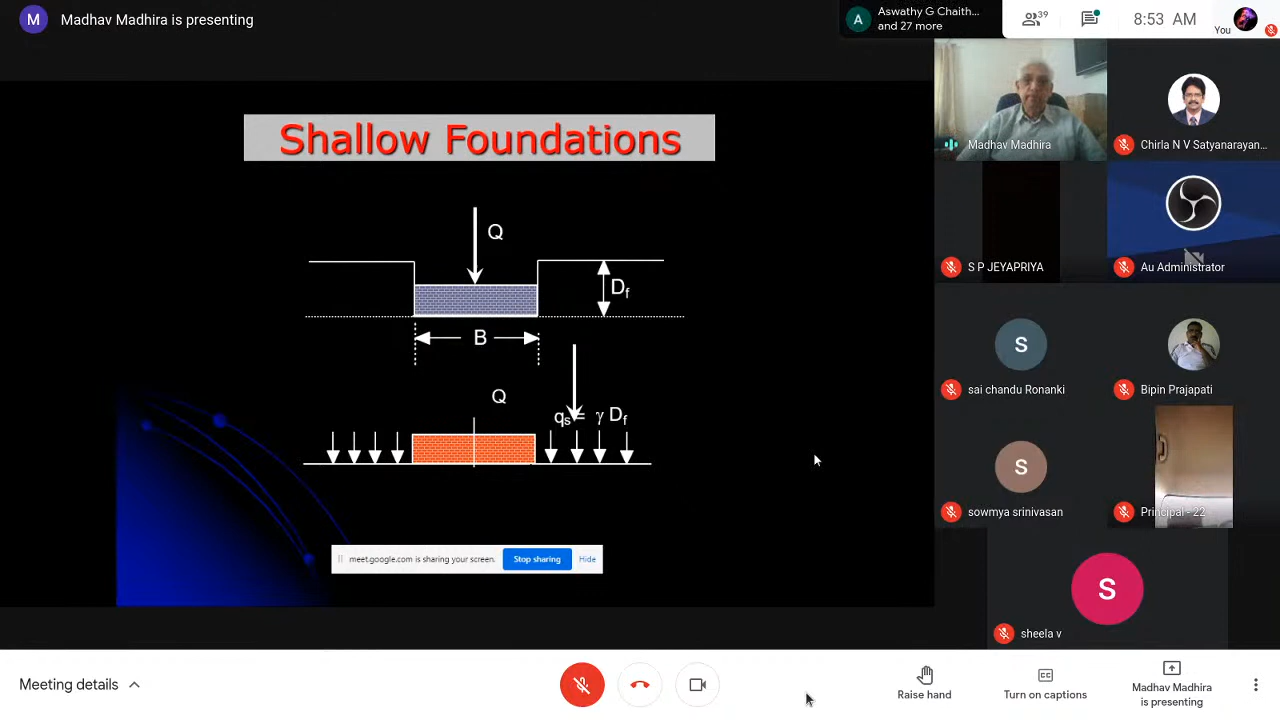 M
Madhav Madhira is presenting
A
Aswathy G Chaith...
and 27 more
39
8:53 AM
You
Shallow Foundations
Q
Df
B
Q
qs= γ Df
meet.google.com is sharing your screen.
Stop sharing
Hide
Madhav Madhira
Chirla N V Satyanarayan...
S P JEYAPRIYA
Au Administrator
S
sai chandu Ronanki
Bipin Prajapati
S
sowmya srinivasan
Principal - 22
S
sheela v
Meeting details
Raise hand
Turn on captions
Madhav Madhira
is presenting